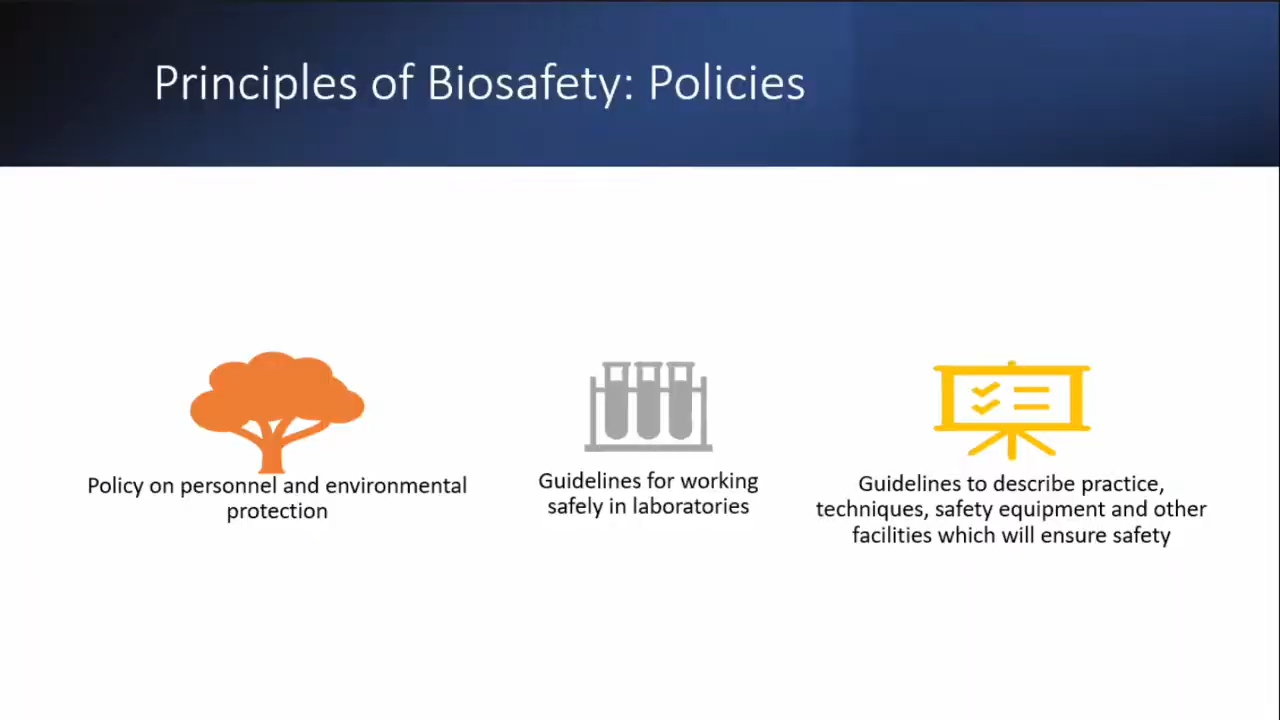 Principles of Biosafety: Policies
Policy on personnel and environmental
protection
Guidelines for working
safely in laboratories
Guidelines to describe practice,
techniques, safety equipment and other
facilities which will ensure safety